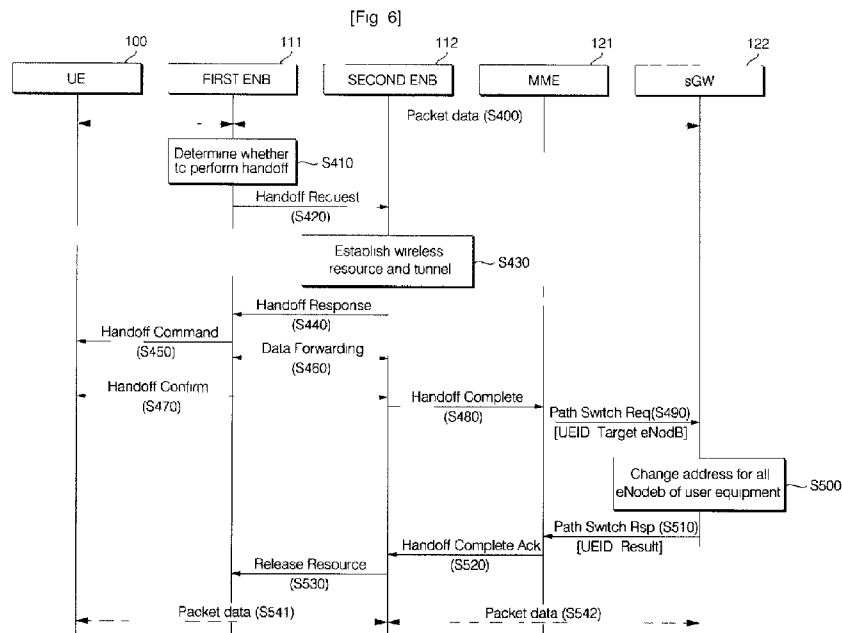 [Fig 6]
100
111
112
121
122
UE
FIRST ENB
SECOND ENB
MME
sGW
Packet data (S400)
Determine whether
to perform handoff
S410
Handoff Request
(S420)
Establish wireless
resource and tunnel
S430
Handoff Response
(S440)
Handoff Command
(S450)
Data Forwarding
(S460)
Handoff Confirm
(S470)
Handoff Complete
(S480)
Path Switch Req(S490)
[UEID Target eNodB]
Change address for all
eNodeb of user equipment
S500
Path Switch Rsp (S510)
[UEID Result]
Handoff Complete Ack
(S520)
Release Resource
(S530)
Packet data (S541)
Packet data (S542)